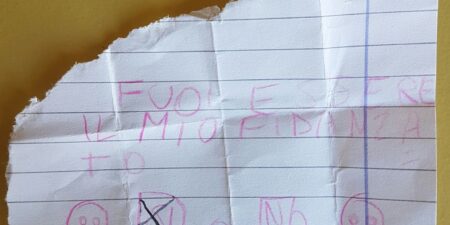 FUOI ESSERE
IL MIO FIDANZA
TO =
No